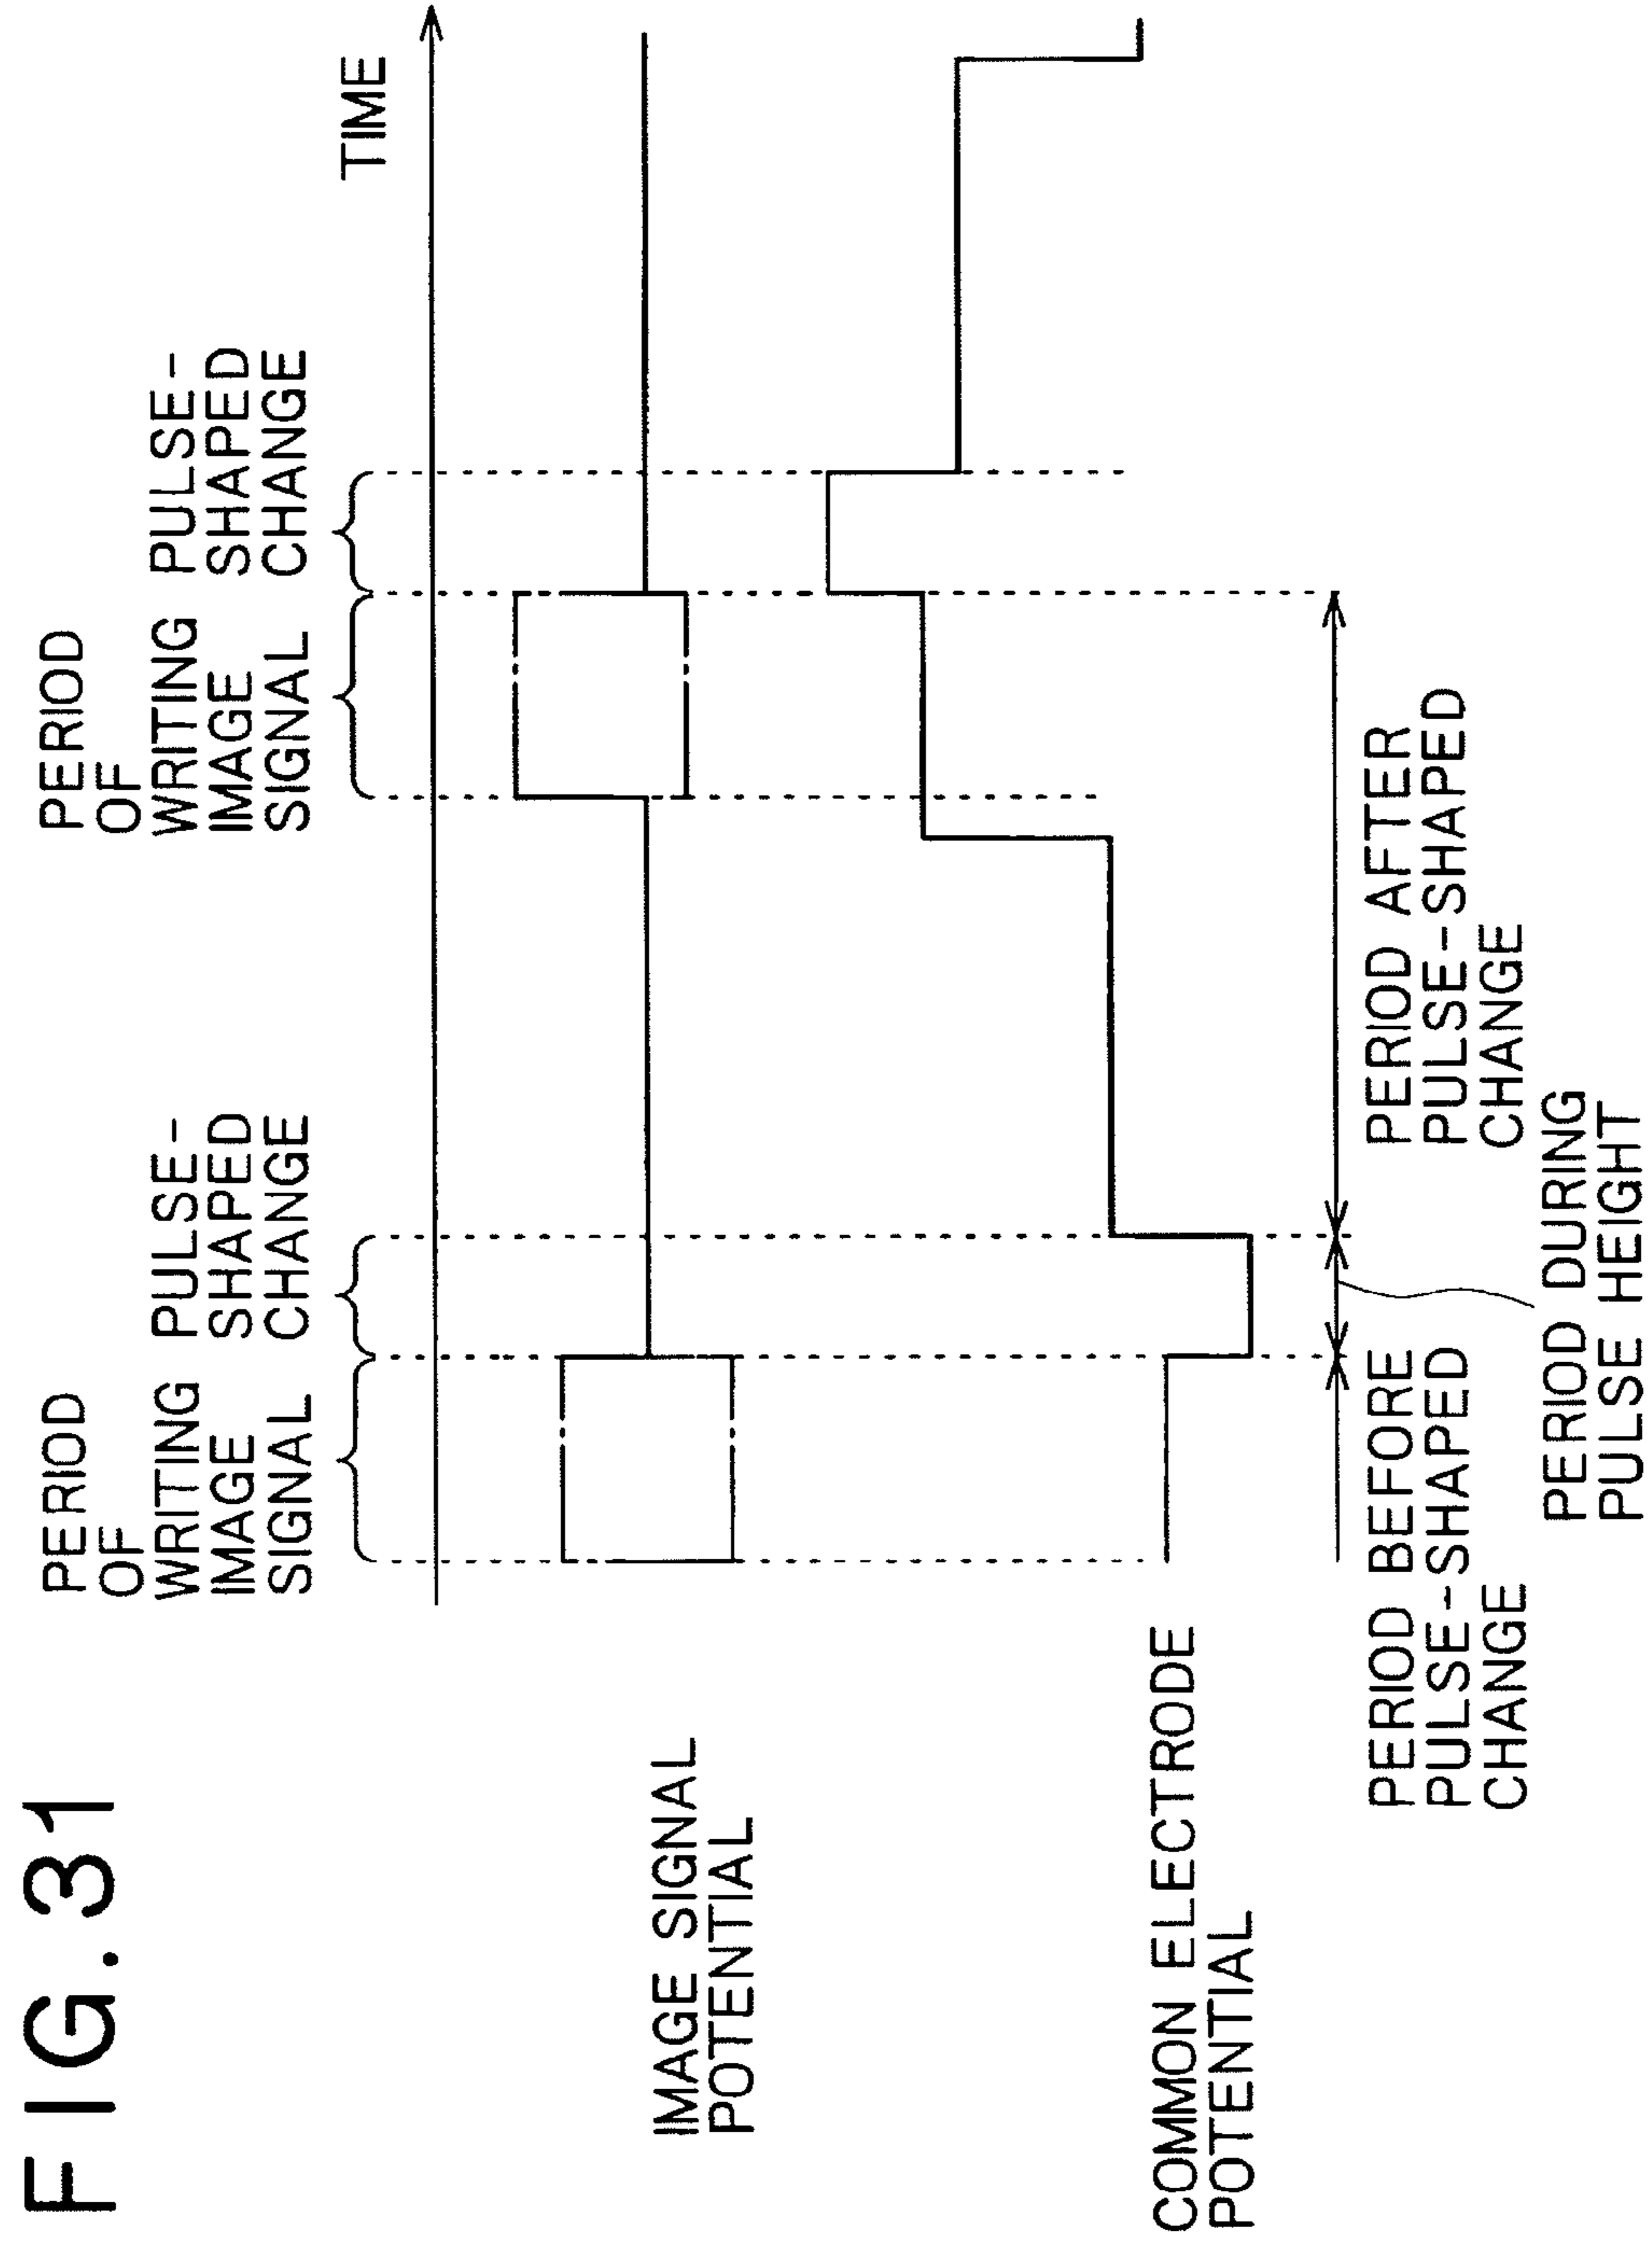 FIG. 31
PERIOD
OF
WRITING
IMAGE
SIGNAL
PULSE-
SHAPED
CHANGE
PERIOD
OF
WRITING
IMAGE
SIGNAL
PULSE-
SHAPED
CHANGE
TIME
IMAGE SIGNAL
POTENTIAL
COMMON ELECTRODE
POTENTIAL
PERIOD BEFORE
PULSE-SHAPED
CHANGE
PERIOD DURING
PULSE HEIGHT
PERIOD AFTER
PULSE-SHAPED
CHANGE